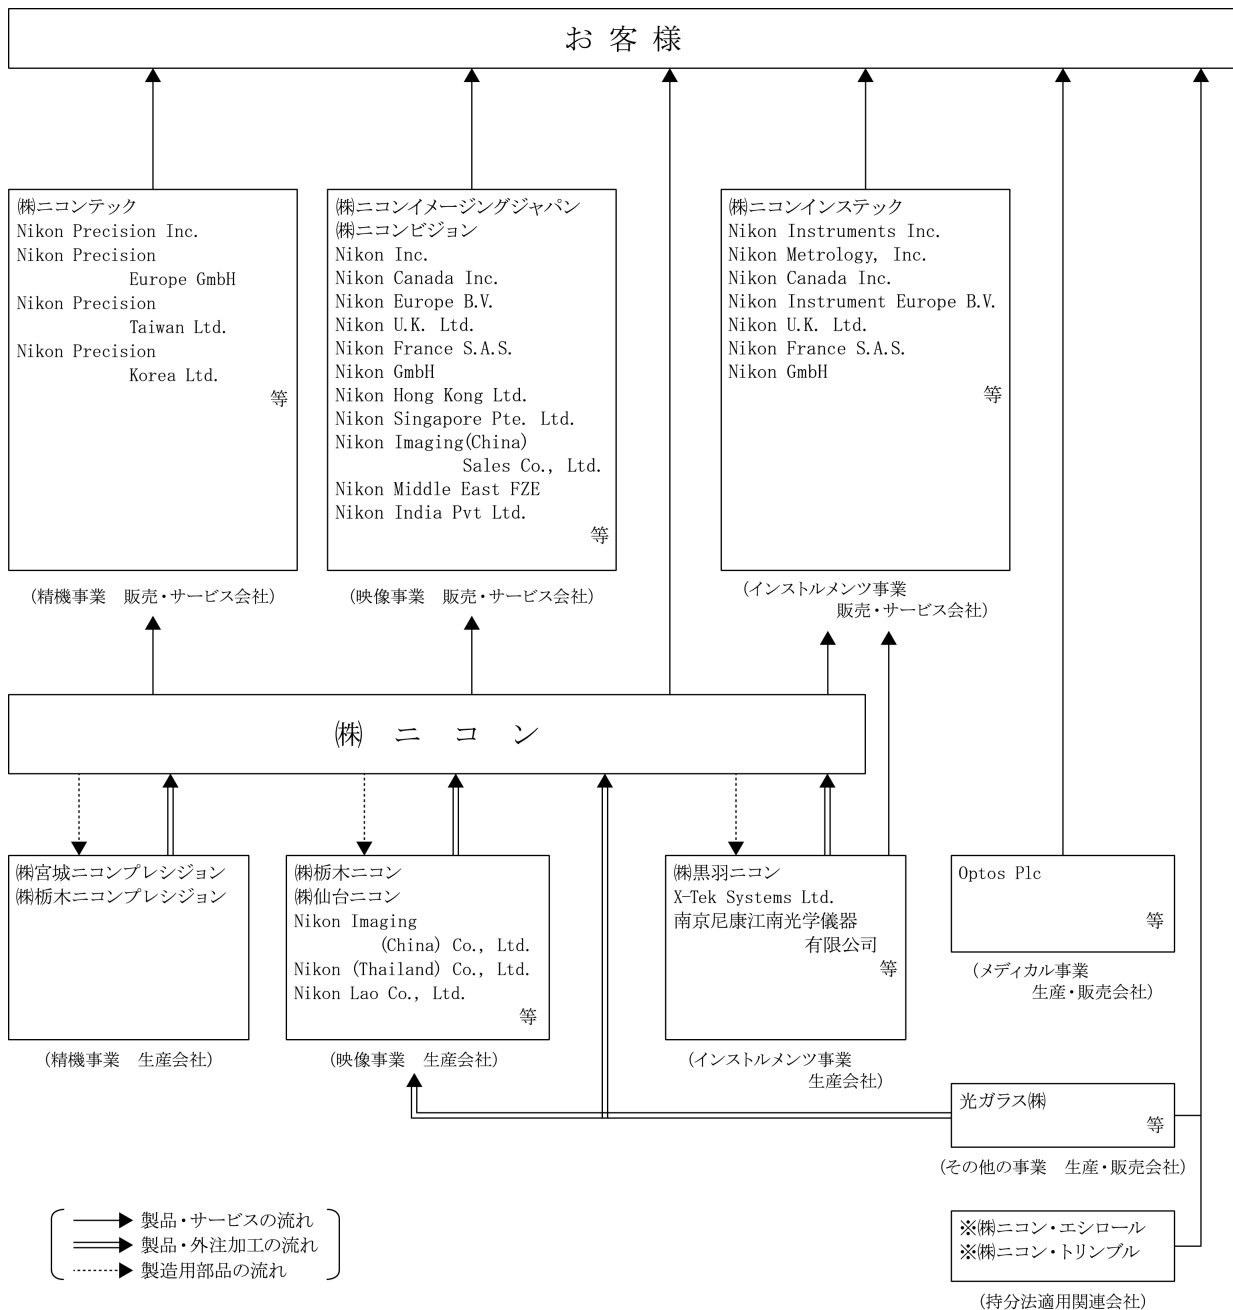 お客様
㈱ニコンテック
Nikon Precision Inc.
Nikon Precision
Europe GmbH
Nikon Precision
Taiwan Ltd.
Nikon Precision
Korea Ltd.
等
(精機事業　販売・サービス会社)
㈱ニコンイメージングジャパン
㈱ニコンビジョン
Nikon Inc.
Nikon Canada Inc.
Nikon Europe B.V.
Nikon U.K. Ltd.
Nikon France S.A.S.
Nikon GmbH
Nikon Hong Kong Ltd.
Nikon Singapore Pte. Ltd.
Nikon Imaging(China)
Sales Co., Ltd.
Nikon Middle East FZE
Nikon India Pvt Ltd.
等
(映像事業　販売・サービス会社)
㈱ニコンインステック
Nikon Instruments Inc.
Nikon Metrology, Inc.
Nikon Canada Inc.
Nikon Instrument Europe B.V.
Nikon U.K. Ltd.
Nikon France S.A.S.
Nikon GmbH
等
(インストルメンツ事業
販売・サービス会社)
㈱ニコン
㈱宮城ニコンプレシジョン
㈱栃木ニコンプレシジョン
(精機事業　生産会社)
㈱栃木ニコン
㈱仙台ニコン
Nikon Imaging
(China) Co., Ltd.
Nikon (Thailand) Co., Ltd.
Nikon Lao Co., Ltd.
等
(映像事業　生産会社)
㈱黒羽ニコン
X-Tek Systems Ltd.
南京尼康江南光学儀器
有限公司
等
(インストルメンツ事業
生産会社)
Optos Plc
等
(メディカル事業
生産・販売会社)
光ガラス㈱
等
(その他の事業　生産・販売会社)
※㈱ニコン・エシロール
※㈱ニコン・トリンブル
(持分法適用関連会社)
製品・サービスの流れ
製品・外注加工の流れ
製造用部品の流れ